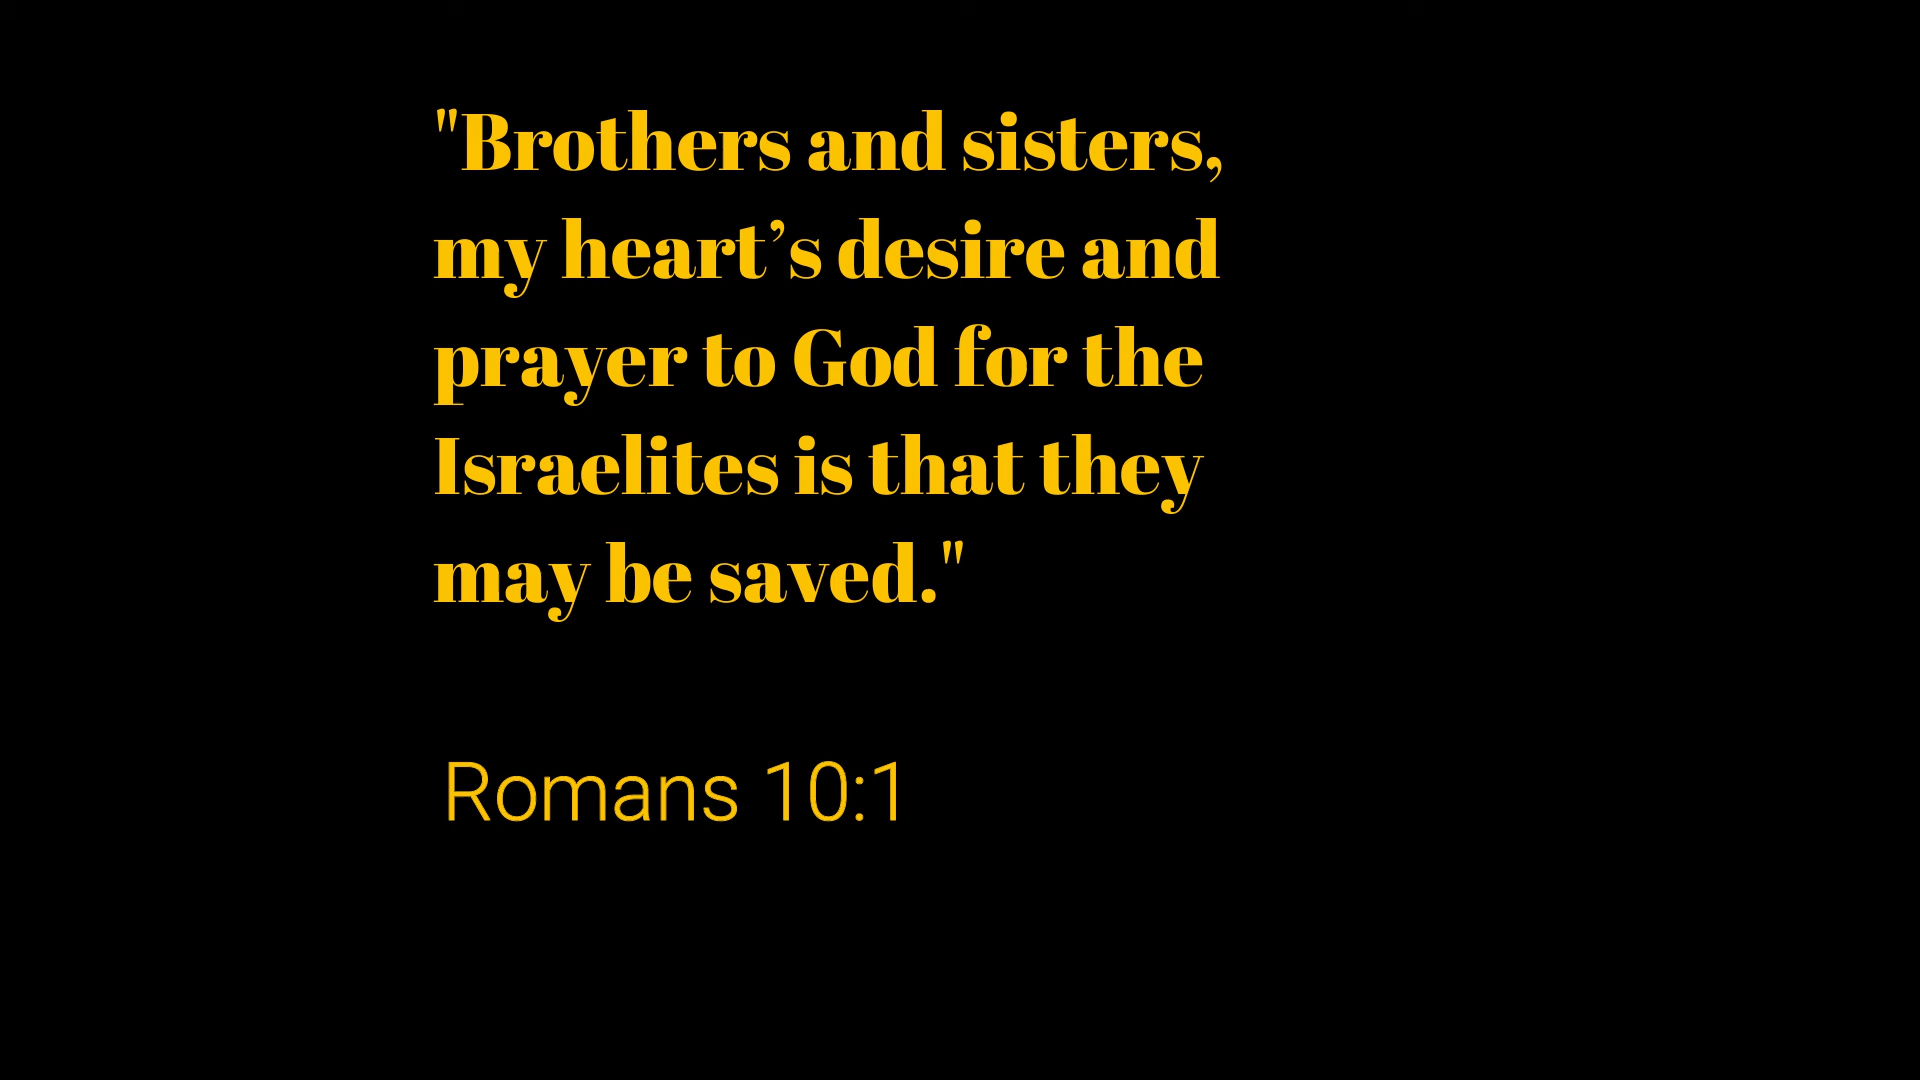 "Brothers and sisters,
my heart’s desire and
prayer to God for the
Israelites is that they
may be saved."
Romans 10:1